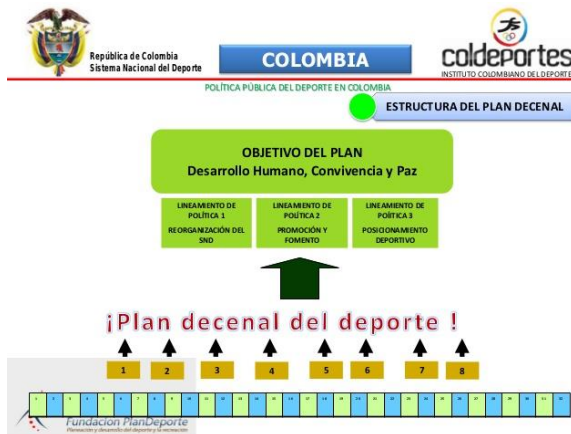 República de Colombia
Sistema Nacional del Deporte
COLOMBIA
coldeportes
INSTITUTO COLOMBIANO DEL DEPORTE
POLÍTICA PÚBLICA DEL DEPORTE EN COLOMBIA
ESTRUCTURA DEL PLAN DECENAL
OBJETIVO DEL PLAN
Desarrollo Humano, Convivencia y Paz
LINEAMIENTO DE
POLÍTICA 1
REORGANIZACIÓN DEL
SND
LINEAMIENTO DE
POLÍTICA 2
PROMOCIÓN Y
FOMENTO
LINEAMIENTO DE
POLÍTICA 3
POSICIONAMIENTO
DEPORTIVO
¡Plan decenal del deporte !
1 2 3 4 5 6 7 8
Fundacion PlanDeporte
Planeación y desarrollo del deporte y la recreación